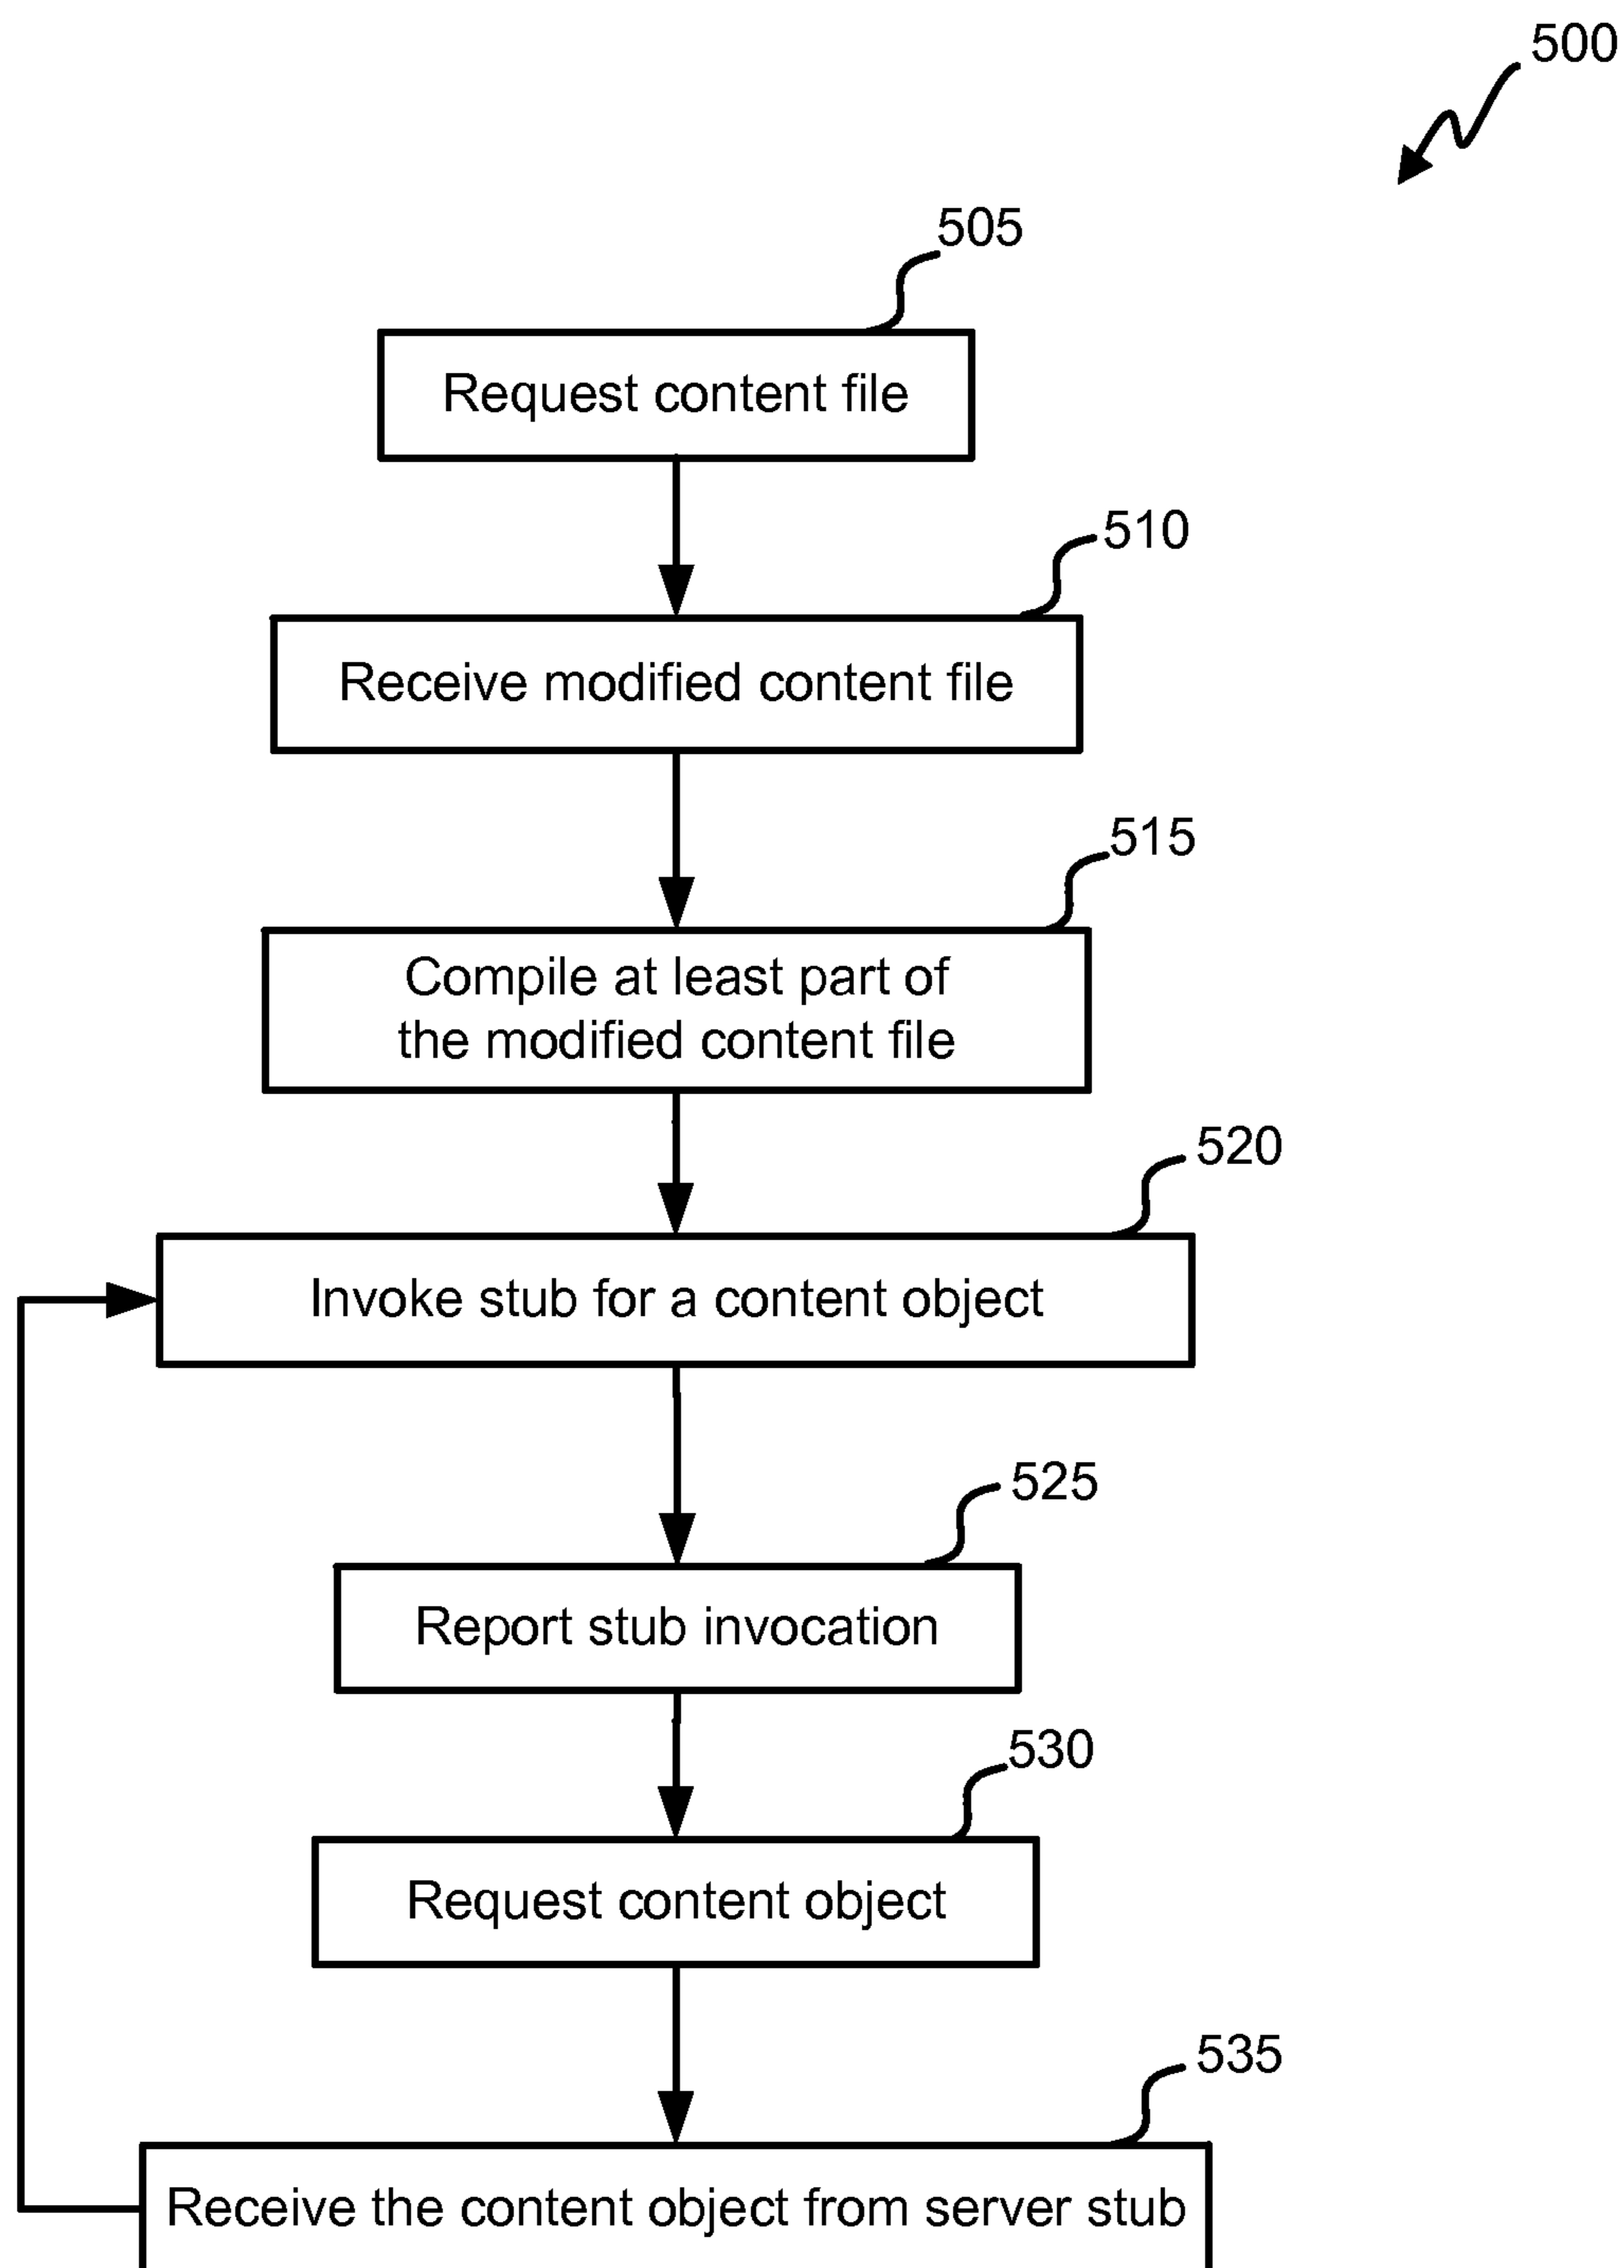 500
505
Request content file
510
Receive modified content file
515
Compile at least part of
the modified content file
520
Invoke stub for a content object
525
Report stub invocation
530
Request content object
535
Receive the content object from server stub